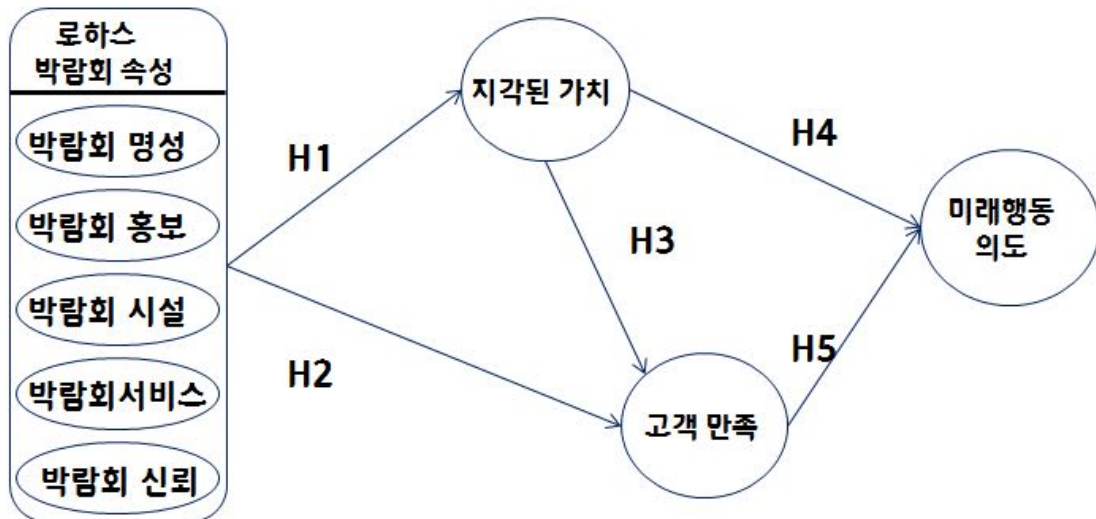 로하스
박람회 속성
박람회 명성
박람회 홍보
박람회 시설
박람회서비스
박람회 신뢰
H1
H2
지각된 가치
H3
고객 만족
H4
H5
미래행동
의도